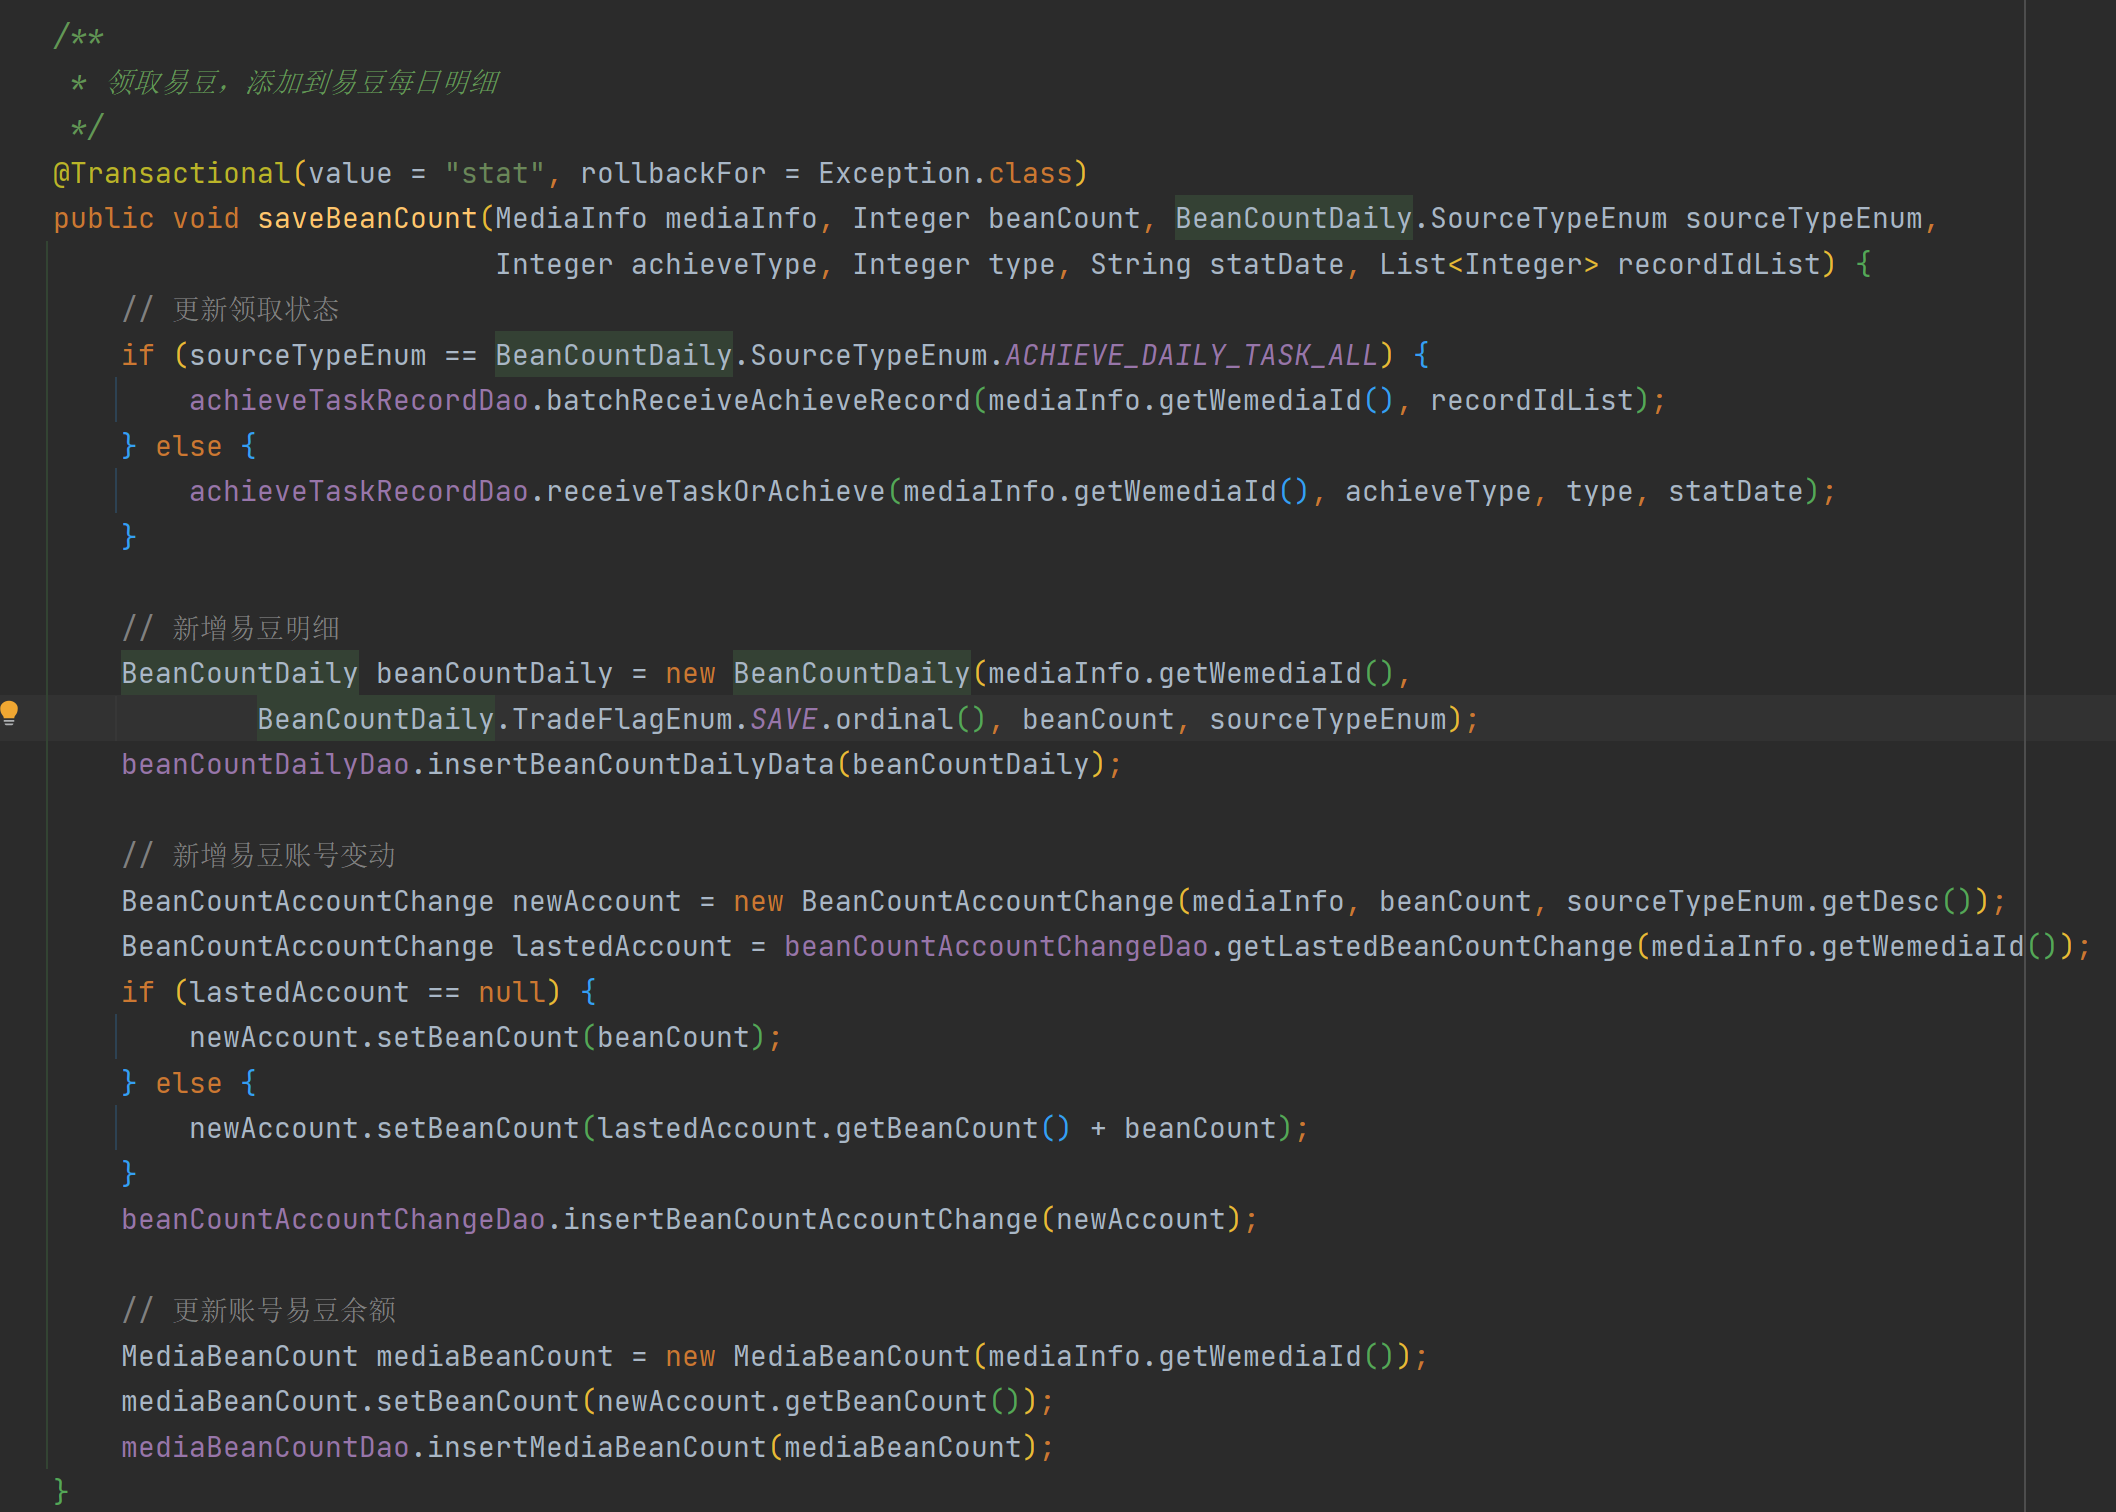 /**
 * 领取易豆，添加到易豆每日明细
 */
@Transactional(value = "stat", rollbackFor = Exception.class)
public void saveBeanCount(MediaInfo mediaInfo, Integer beanCount, BeanCountDaily.SourceTypeEnum sourceTypeEnum,
                          Integer achieveType, Integer type, String statDate, List<Integer> recordIdList) {
    // 更新领取状态
    if (sourceTypeEnum == BeanCountDaily.SourceTypeEnum.ACHIEVE_DAILY_TASK_ALL) {
        achieveTaskRecordDao.batchReceiveAchieveRecord(mediaInfo.getWemediaId(), recordIdList);
    } else {
        achieveTaskRecordDao.receiveTaskOrAchieve(mediaInfo.getWemediaId(), achieveType, type, statDate);
    }
    // 新增易豆明细
    BeanCountDaily beanCountDaily = new BeanCountDaily(mediaInfo.getWemediaId(),
            BeanCountDaily.TradeFlagEnum.SAVE.ordinal(), beanCount, sourceTypeEnum);
    beanCountDailyDao.insertBeanCountDailyData(beanCountDaily);
    // 新增易豆账号变动
    BeanCountAccountChange newAccount = new BeanCountAccountChange(mediaInfo, beanCount, sourceTypeEnum.getDesc());
    BeanCountAccountChange lastedAccount = beanCountAccountChangeDao.getLastedBeanCountChange(mediaInfo.getWemediaId());
    if (lastedAccount == null) {
        newAccount.setBeanCount(beanCount);
    } else {
        newAccount.setBeanCount(lastedAccount.getBeanCount() + beanCount);
    }
    beanCountAccountChangeDao.insertBeanCountAccountChange(newAccount);
    // 更新账号易豆余额
    MediaBeanCount mediaBeanCount = new MediaBeanCount(mediaInfo.getWemediaId());
    mediaBeanCount.setBeanCount(newAccount.getBeanCount());
    mediaBeanCountDao.insertMediaBeanCount(mediaBeanCount);
}